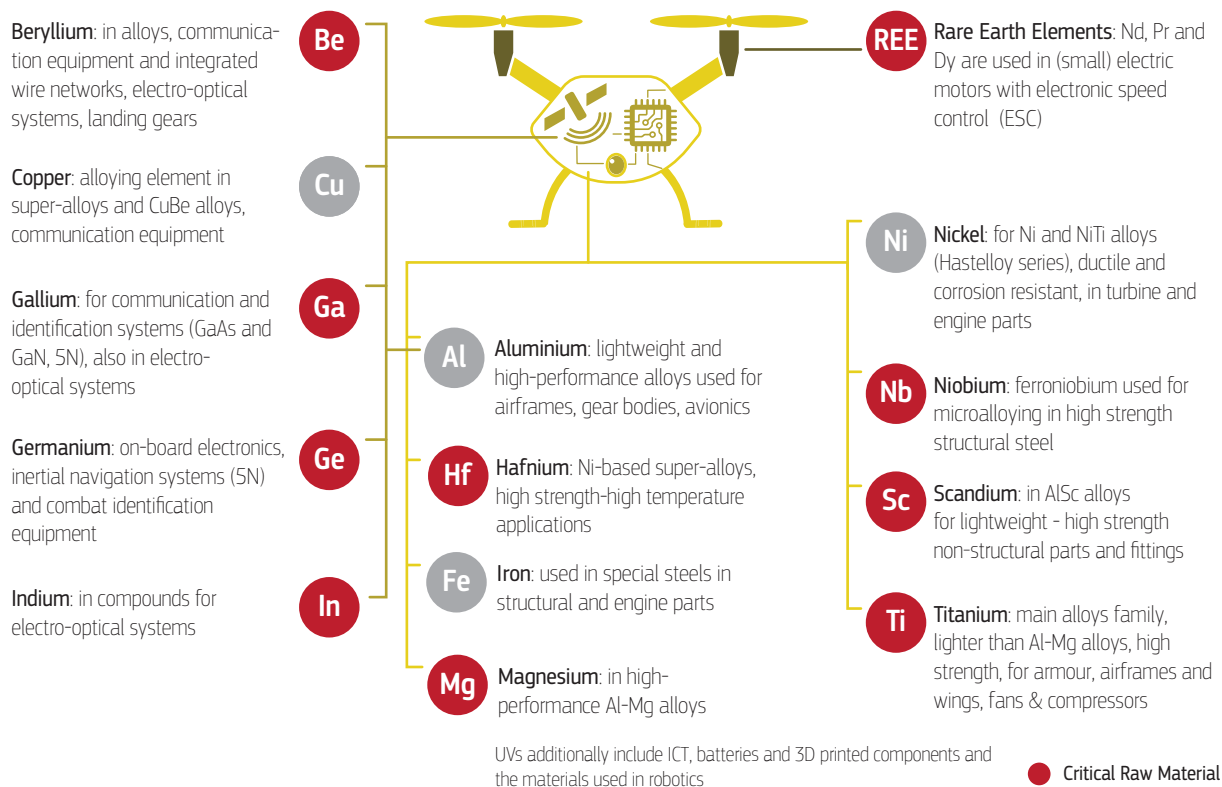 Be
Beryllium: in alloys, communica-
tion equipment and integrated
wire networks, electro-optical
systems, landing gears
Cu
Copper: alloying element in
super-alloys and CuBe alloys,
communication equipment
Ga
Gallium: for communication and
identification systems (GaAs and
GaN, 5N), also in electro-
optical systems
Ge
Germanium: on-board electronics,
inertial navigation systems (5N)
and combat identification
equipment
In
Indium: in compounds for
electro-optical systems
Al
Aluminium: lightweight and
high-performance alloys used for
airframes, gear bodies, avionics
Hf
Hafnium: Ni-based super-alloys,
high strength-high temperature
applications
Fe
Iron: used in special steels in
structural and engine parts
Mg
Magnesium: in high-
performance Al-Mg alloys
REE
Rare Earth Elements: Nd, Pr and
Dy are used in (small) electric
motors with electronic speed
control (ESC)
Ni
Nickel: for Ni and NiTi alloys
(Hastelloy series), ductile and
corrosion resistant, in turbine and
engine parts
Nb
Niobium: ferroniobium used for
microalloying in high strength
structural steel
Sc
Scandium: in AlSc alloys
for lightweight - high strength
non-structural parts and fittings
Ti
Titanium: main alloys family,
lighter than Al-Mg alloys, high
strength, for armour, airframes and
wings, fans & compressors
UVs additionally include ICT, batteries and 3D printed components and
the materials used in robotics
Critical Raw Material